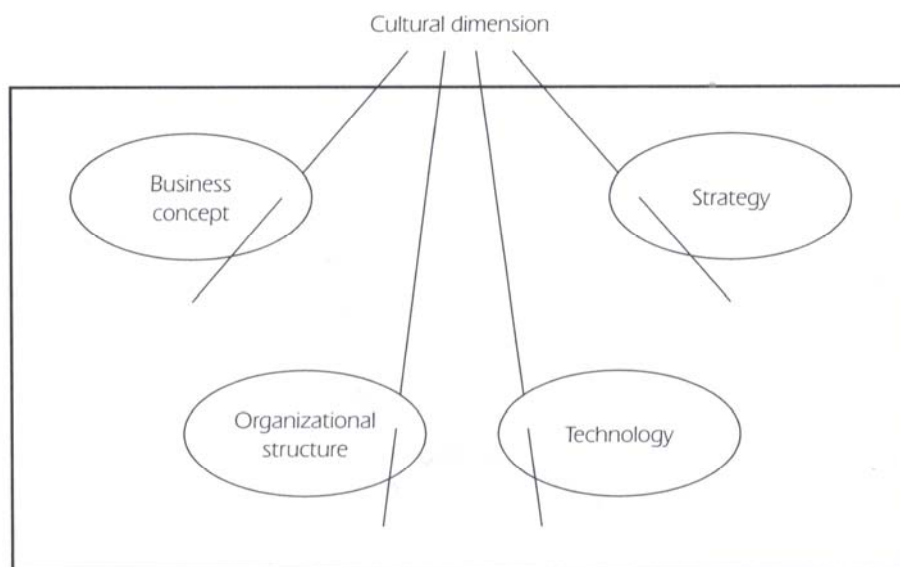 Cultural dimension
Business
concept
Strategy
Organizational
structure
Technology